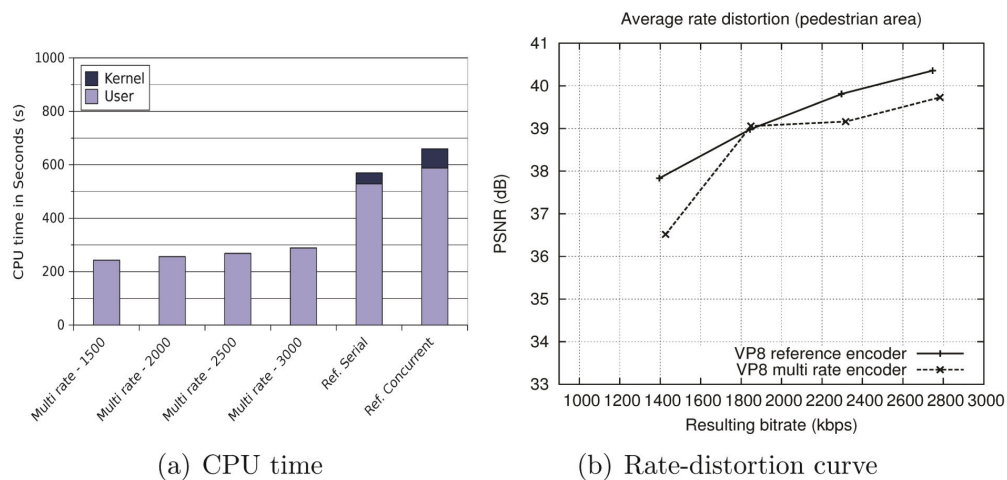 1000
800
600
400
200
0
CPU time in Seconds (s)
Kernel
User
Multi rate - 1500
Multi rate - 2000
Multi rate - 2500
Multi rate - 3000
Ref. Serial
Ref. Concurrent
(a) CPU time
Average rate distortion (pedestrian area)
41
40
39
38
37
36
35
34
33
PSNR (dB)
VP8 reference encoder
VP8 multi rate encoder
1000 1200 1400 1600 1800 2000 2200 2400 2600 2800 3000
Resulting bitrate (kbps)
(b) Rate-distortion curve